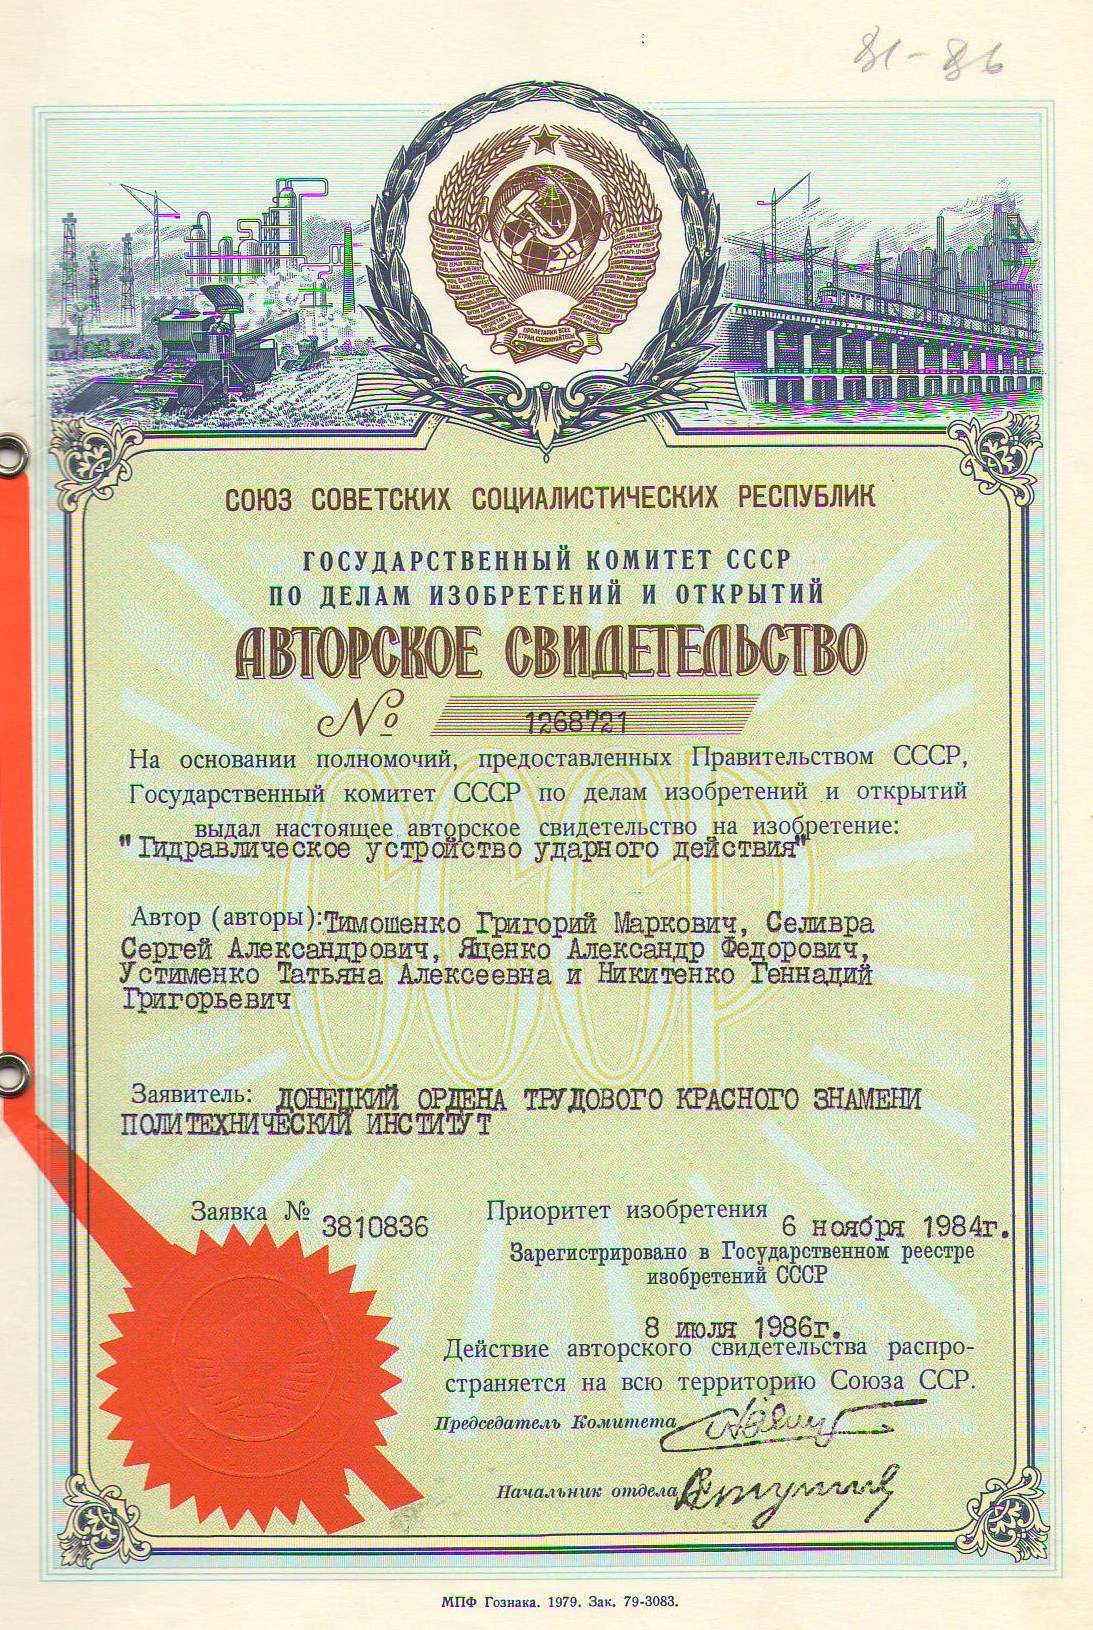 81-86
ПРОЛЕТАРИИ ВСЕХ
СТРАН, СОЕДИНЯЙТЕСЬ!
СОЮЗ СОВЕТСКИХ СОЦИАЛИСТИЧЕСКИХ РЕСПУБЛИК
ГОСУДАРСТВЕННЫЙ КОМИТЕТ СССР
ПО ДЕЛАМ ИЗОБРЕТЕНИЙ И ОТКРЫТИЙ
АВТОРСКОЕ СВИДЕТЕЛЬСТВО
№ 1268721
На основании полномочий, предоставленных Правительством СССР,
Государственный комитет СССР по делам изобретений и открытий
выдал настоящее авторское свидетельство на изобретение:
"Гидравлическое устройство ударного действия"
Автор (авторы): Тимошенко Григорий Маркович, Селивра
Сергей Александрович, Яценко Александр Федорович,
Устименко Татьяна Алексеевна и Никитенко Геннадий
Григорьевич
Заявитель: ДОНЕЦКИЙ ОРДЕНА ТРУДОВОГО КРАСНОГО ЗНАМЕНИ
ПОЛИТЕХНИЧЕСКИЙ ИНСТИТУТ
Заявка № 3810836 Приоритет изобретения 6 ноября 1984г.
Зарегистрировано в Государственном реестре
изобретений СССР
8 июля 1986г.
Действие авторского свидетельства распро-
страняется на всю территорию Союза ССР.
Председатель Комитета
Начальник отдела
МПФ Гознака. 1979. Зак. 79-3083.